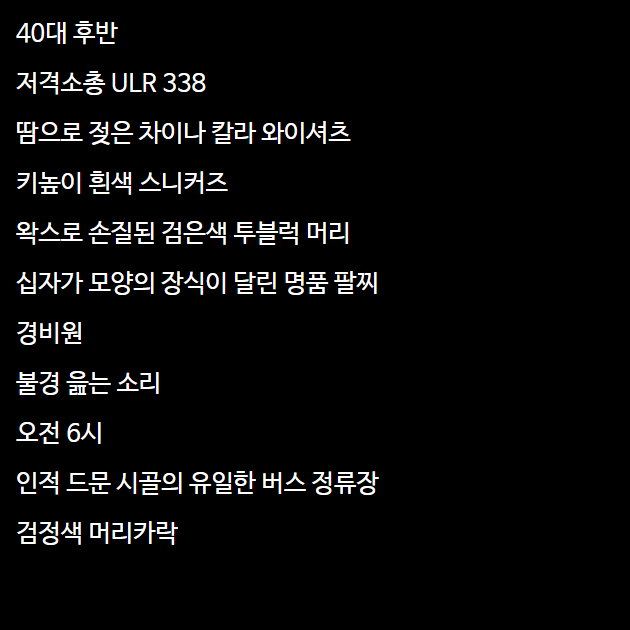 40대 후반
저격소총 ULR 338
땀으로 젖은 차이나 칼라 와이셔츠
키높이 흰색 스니커즈
왁스로 손질된 검은색 투블럭 머리
십자가 모양의 장식이 달린 명품 팔찌
경비원
불경 읊는 소리
오전 6시
인적 드문 시골의 유일한 버스 정류장
검정색 머리카락